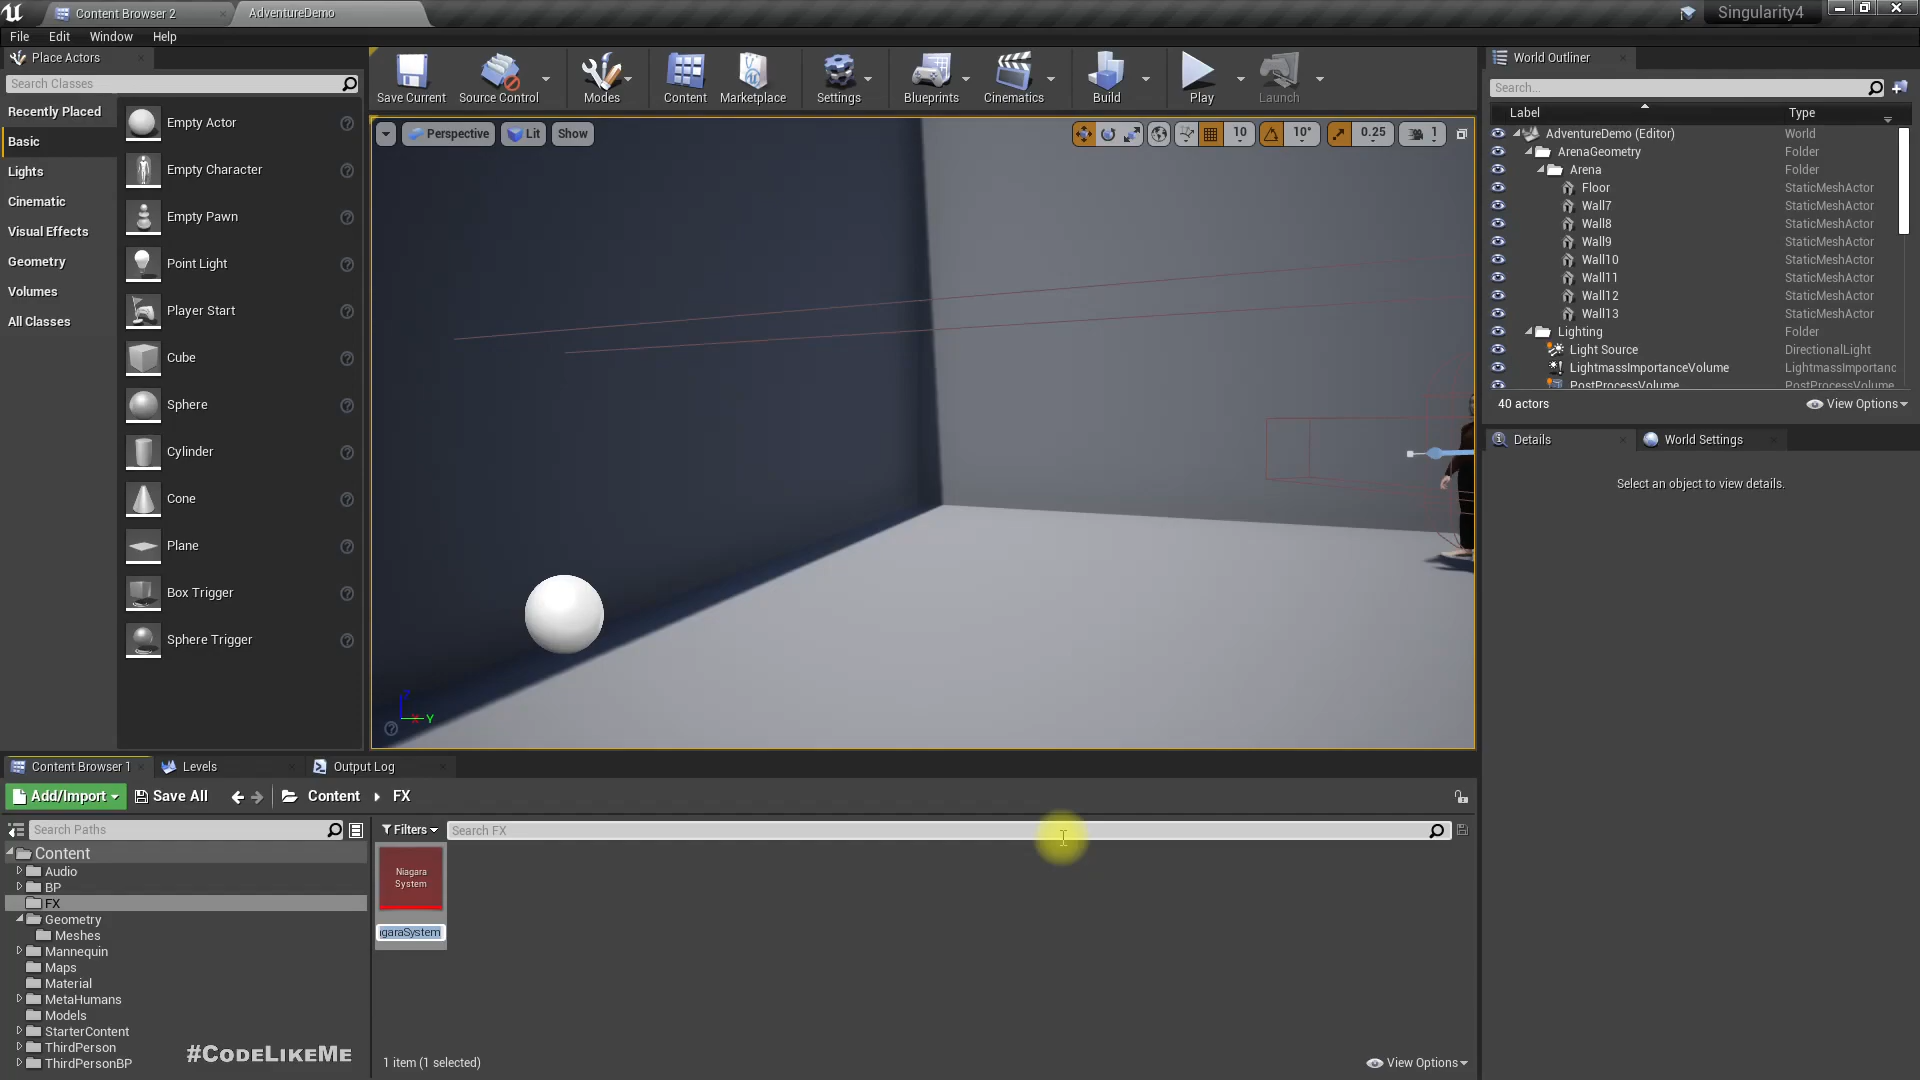 Content Browser 2
AdventureDemo
Singularity4
File
Edit
Window
Help
Place Actors
Search Classes
Recently Placed
Basic
Lights
Cinematic
Visual Effects
Geometry
Volumes
All Classes
Empty Actor
Empty Character
Empty Pawn
Point Light
Player Start
Cube
Sphere
Cylinder
Cone
Plane
Box Trigger
Sphere Trigger
Save Current
Source Control
Modes
Content
Marketplace
Settings
Blueprints
Cinematics
Build
Play
Launch
Perspective
Lit
Show
10
10°
0.25
1
Y
World Outliner
Search...
Label
Type
AdventureDemo (Editor)
World
ArenaGeometry
Folder
Arena
Folder
Floor
StaticMeshActor
Wall7
StaticMeshActor
Wall8
StaticMeshActor
Wall9
StaticMeshActor
Wall10
StaticMeshActor
Wall11
StaticMeshActor
Wall12
StaticMeshActor
Wall13
StaticMeshActor
Lighting
Folder
Light Source
DirectionalLight
LightmassImportanceVolume
LightmassImportanc
PostProcessVolume
PostProcessVolume
40 actors
View Options
Details
World Settings
Select an object to view details.
Content Browser 1
Levels
Output Log
Add/Import
Save All
Content
FX
Search Paths
Filters
Search FX
Content
Audio
BP
FX
Geometry
Meshes
Mannequin
Maps
Material
MetaHumans
Models
StarterContent
ThirdPerson
ThirdPersonBP
Niagara
System
agaraSystem
#CodeLikeMe
1 item (1 selected)
View Options